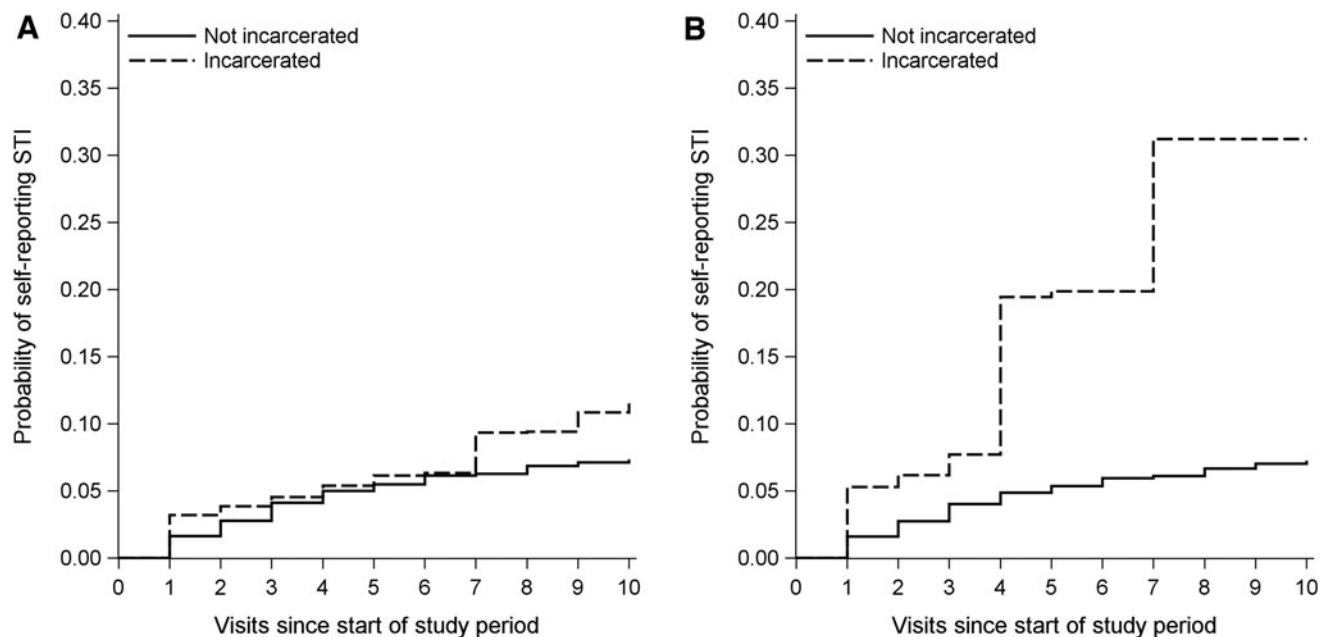 A
Not incarcerated
Incarcerated
Probability of self-reporting STI
0.40
0.35
0.30
0.25
0.20
0.15
0.10
0.05
0.00
0 1 2 3 4 5 6 7 8 9 10
Visits since start of study period
B
Not incarcerated
Incarcerated
Probability of self-reporting STI
0.40
0.35
0.30
0.25
0.20
0.15
0.10
0.05
0.00
0 1 2 3 4 5 6 7 8 9 10
Visits since start of study period